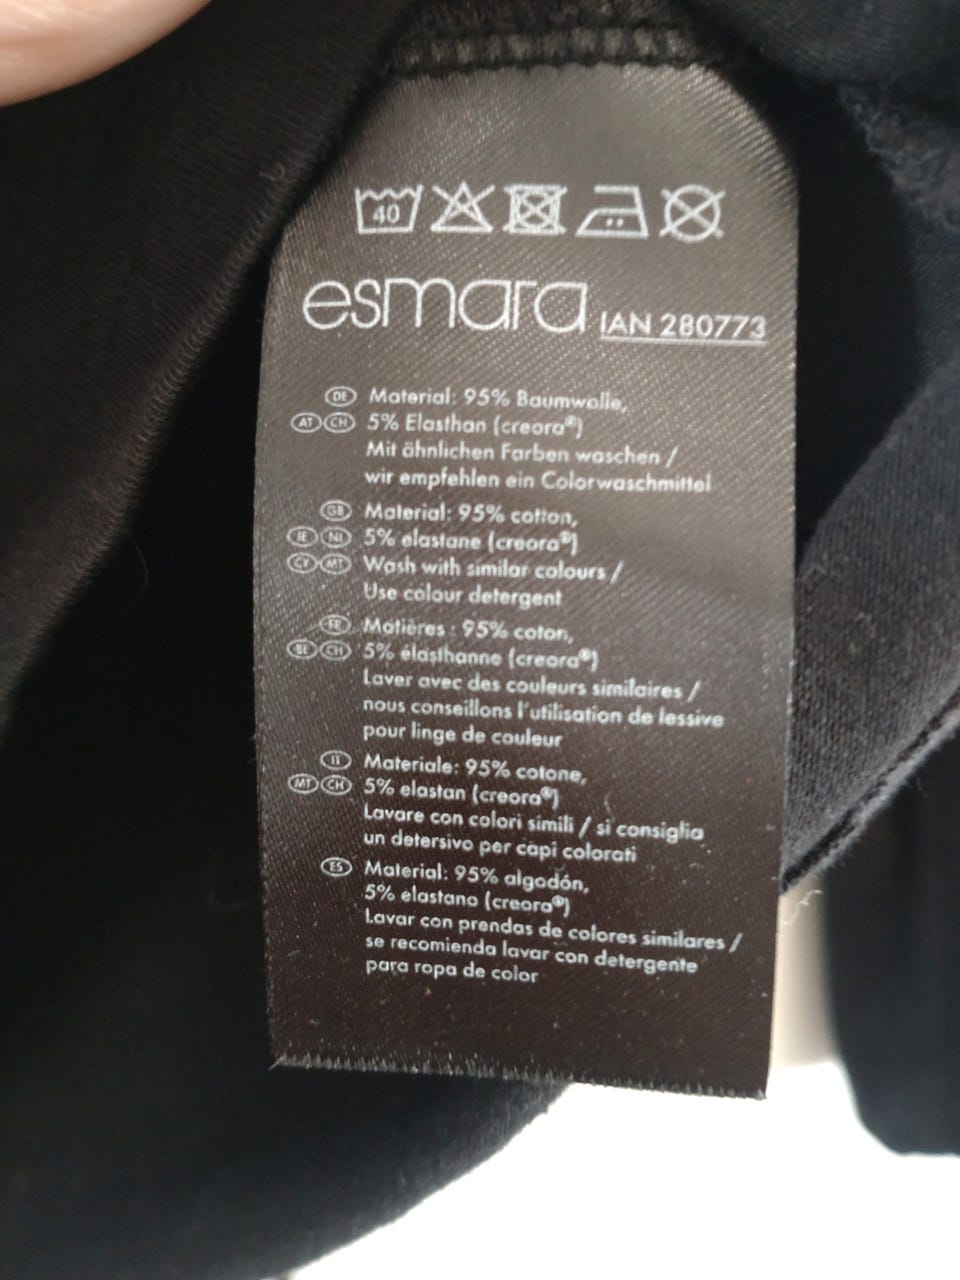 40
esmara IAN 280773
DE Material: 95% Baumwolle,
AT CH 5% Elasthan (creora®)
Mit ähnlichen Farben waschen /
wir empfehlen ein Colorwaschmittel
GB Material: 95% cotton,
IE NI 5% elastane (creora®)
CY MT Wash with similar colours /
Use colour detergent
FR Matières : 95% coton,
BE CH 5% élasthanne (creora®)
Laver avec des couleurs similaires /
nous conseillons l'utilisation de lessive
pour linge de couleur
IT Materiale: 95% cotone,
MT CH 5% elastan (creora®)
Lavare con colori simili / si consiglia
un detersivo per capi colorati
ES Material: 95% algodón,
5% elastano (creora®)
Lavar con prendas de colores similares /
se recomienda lavar con detergente
para ropa de color